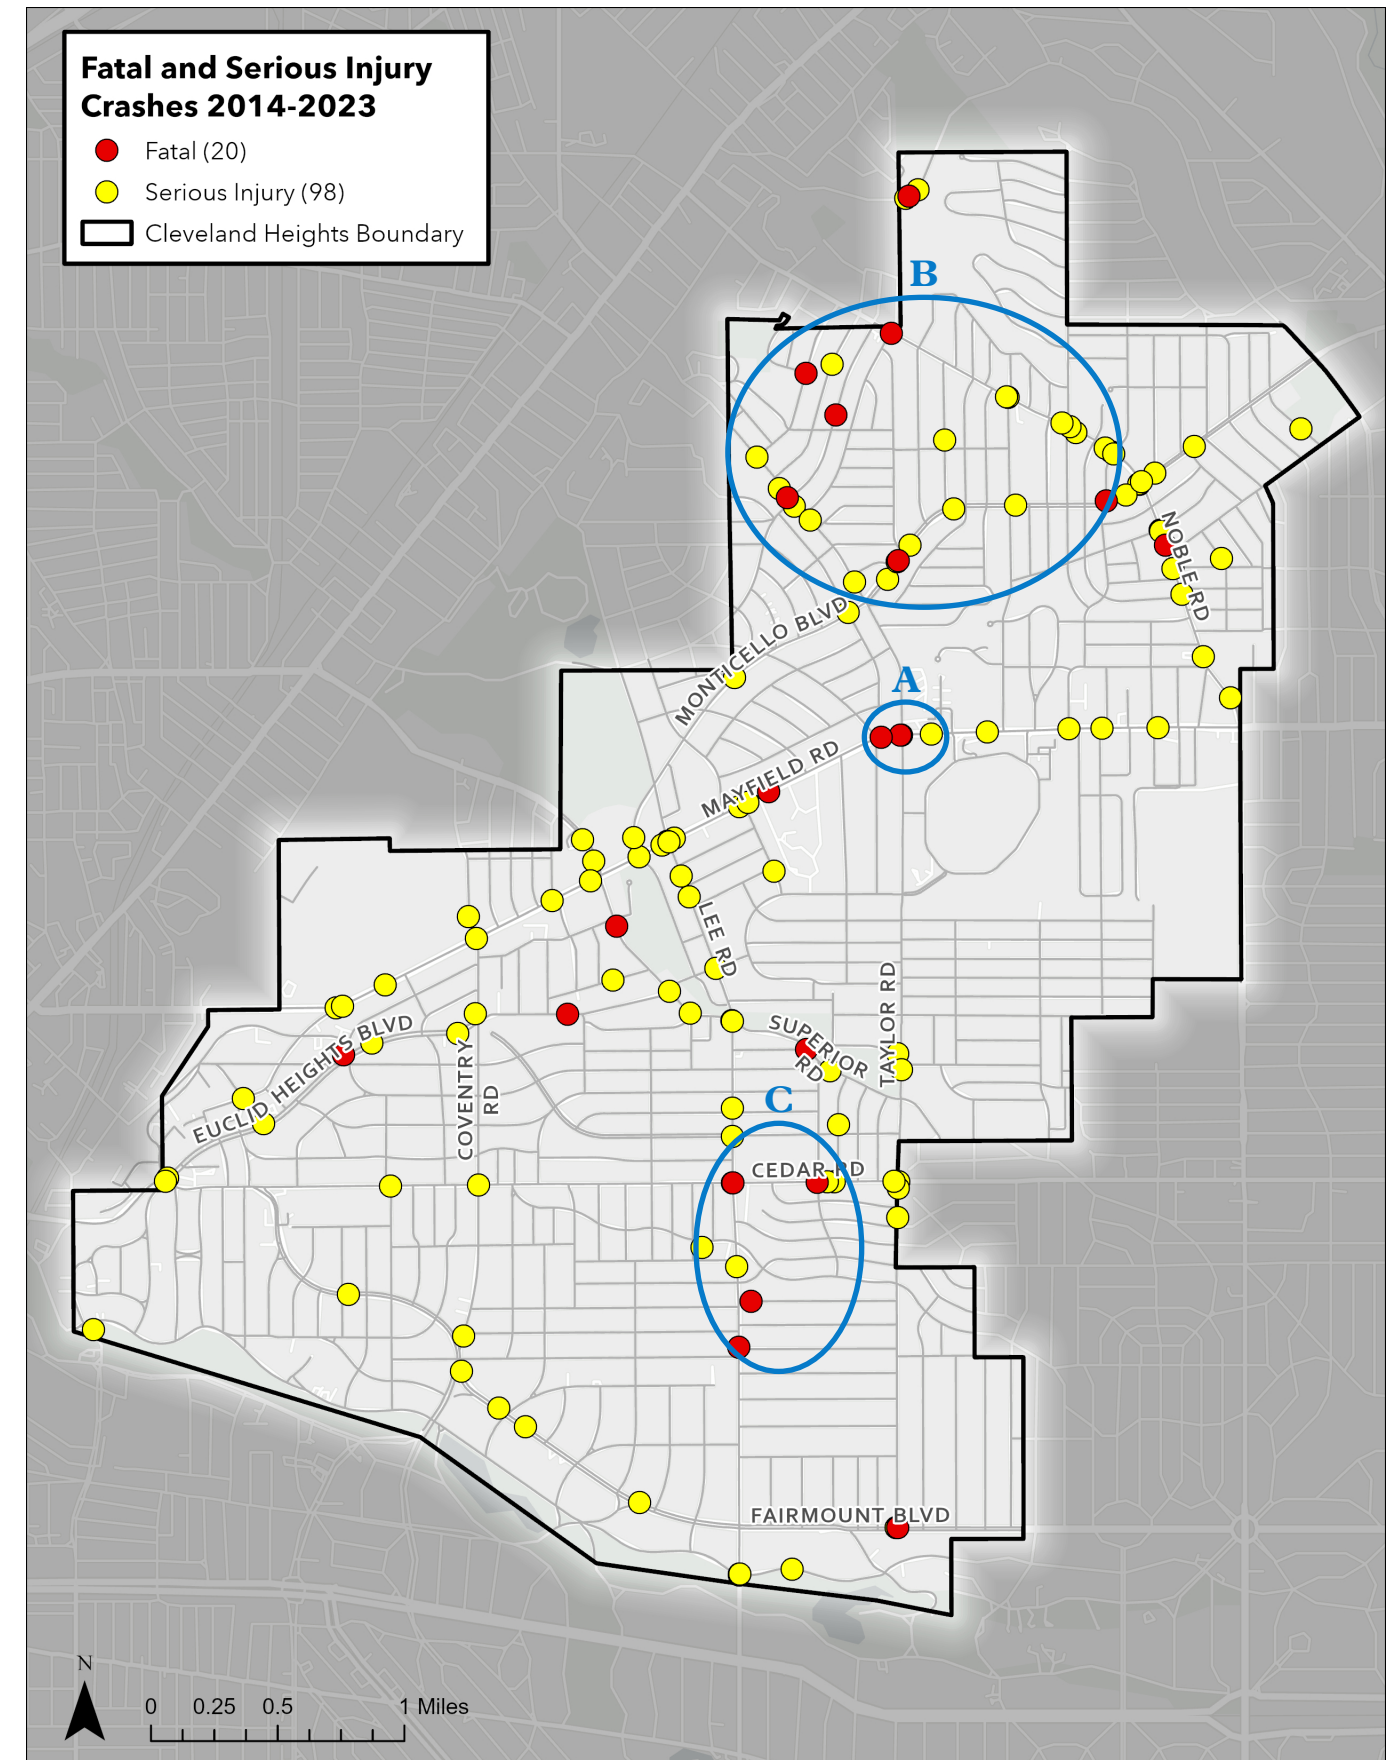 Fatal and Serious Injury
Crashes 2014-2023
Fatal (20)
Serious Injury (98)
Cleveland Heights Boundary
B
NOBLE RD
MONTICELLO BLVD
A
MAYFIELD RD
LEE RD
TAYLOR RD
SUPERIOR
RD
EUCLID HEIGHTS BLVD
COVENTRY
RD
C
CEDAR RD
FAIRMOUNT BLVD
N
0 0.25 0.5 1 Miles